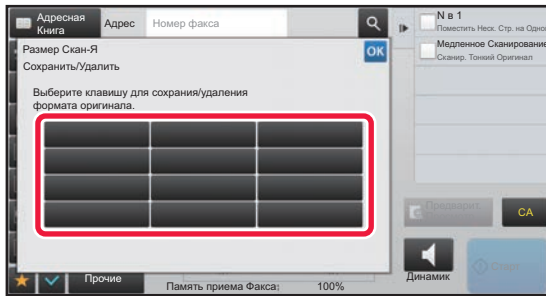 Адресная
Книга
Адрес
Номер факса
N в 1
Поместить Неск. Стр. на Одно
Медленное Сканирование
Сканир. Тонкий Оригинал
Размер Скан-Я
OK
Сохранить/Удалить
Выберите клавишу для сохрания/удаления
формата оригинала.
Предварит.
CA
Динамик
Старт
Прочие
Память приема Факса: 100%